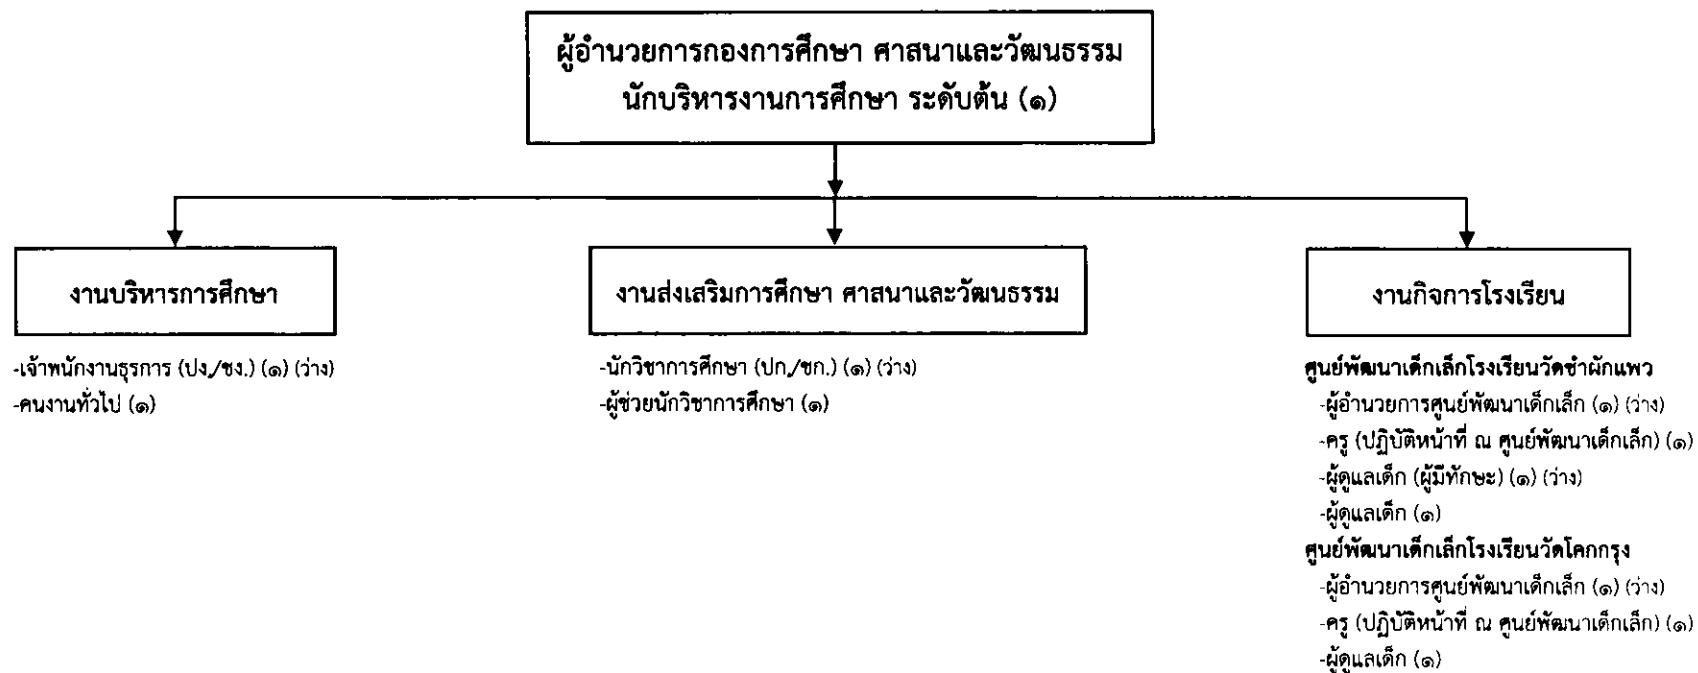 ผู้อำนวยการกองการศึกษา ศาสนาและวัฒนธรรม
นักบริหารงานการศึกษา ระดับต้น (๑)
งานบริหารการศึกษา
-เจ้าพนักงานธุรการ (ปง./ชง.) (๑) (ว่าง)
-คนงานทั่วไป (๑)
งานส่งเสริมการศึกษา ศาสนาและวัฒนธรรม
-นักวิชาการศึกษา (ปก./ชก.) (๑) (ว่าง)
-ผู้ช่วยนักวิชาการศึกษา (๑)
งานกิจการโรงเรียน
ศูนย์พัฒนาเด็กเล็กโรงเรียนวัดชำผักแพว
-ผู้อำนวยการศูนย์พัฒนาเด็กเล็ก (๑) (ว่าง)
-ครู (ปฏิบัติหน้าที่ ณ ศูนย์พัฒนาเด็กเล็ก) (๑)
-ผู้ดูแลเด็ก (ผู้มีทักษะ) (๑) (ว่าง)
-ผู้ดูแลเด็ก (๑)
ศูนย์พัฒนาเด็กเล็กโรงเรียนวัดโคกกรุง
-ผู้อำนวยการศูนย์พัฒนาเด็กเล็ก (๑) (ว่าง)
-ครู (ปฏิบัติหน้าที่ ณ ศูนย์พัฒนาเด็กเล็ก) (๑)
-ผู้ดูแลเด็ก (๑)